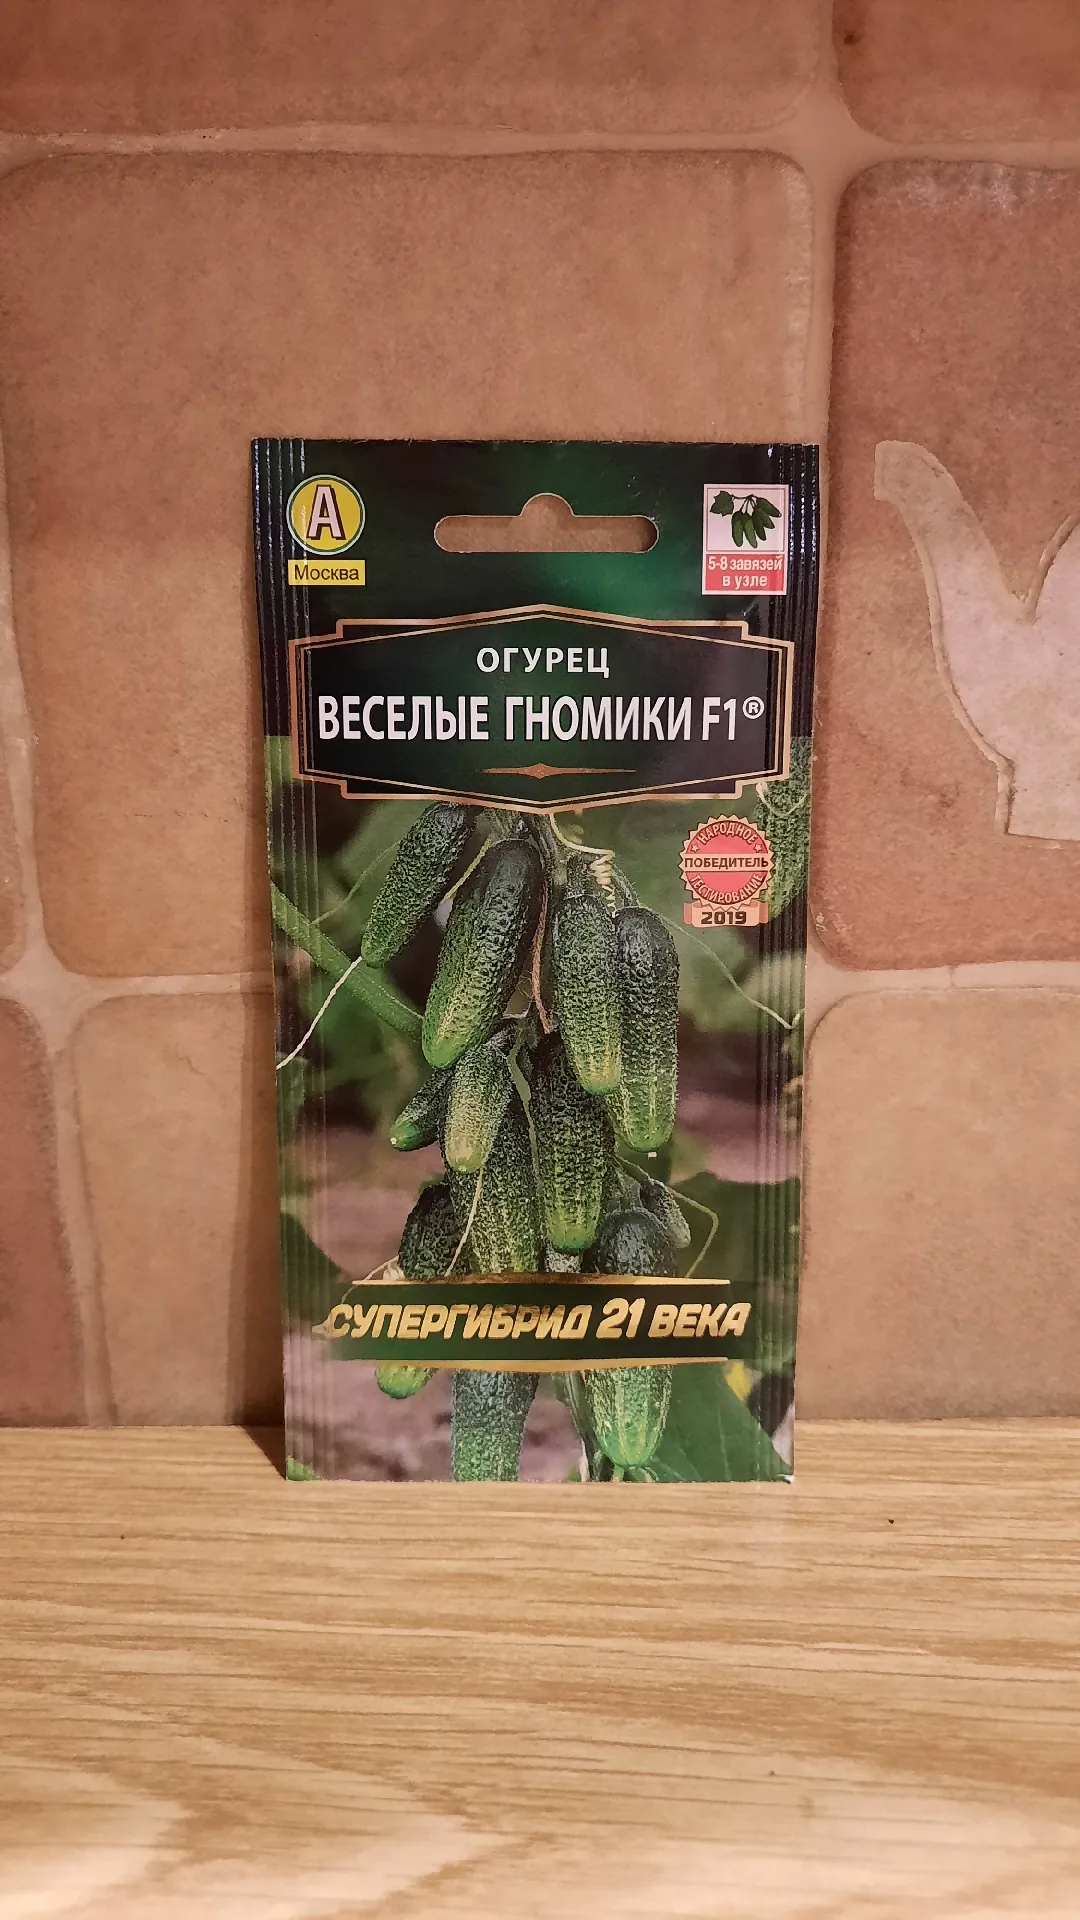 А
Москва
5-8 завязей
в узле
ОГУРЕЦ
ВЕСЕЛЫЕ ГНОМИКИ F1®
НАРОДНОЕ
ПОБЕДИТЕЛЬ
ТЕСТИРОВАНИЕ
2019
СУПЕРГИБРИД 21 ВЕКА